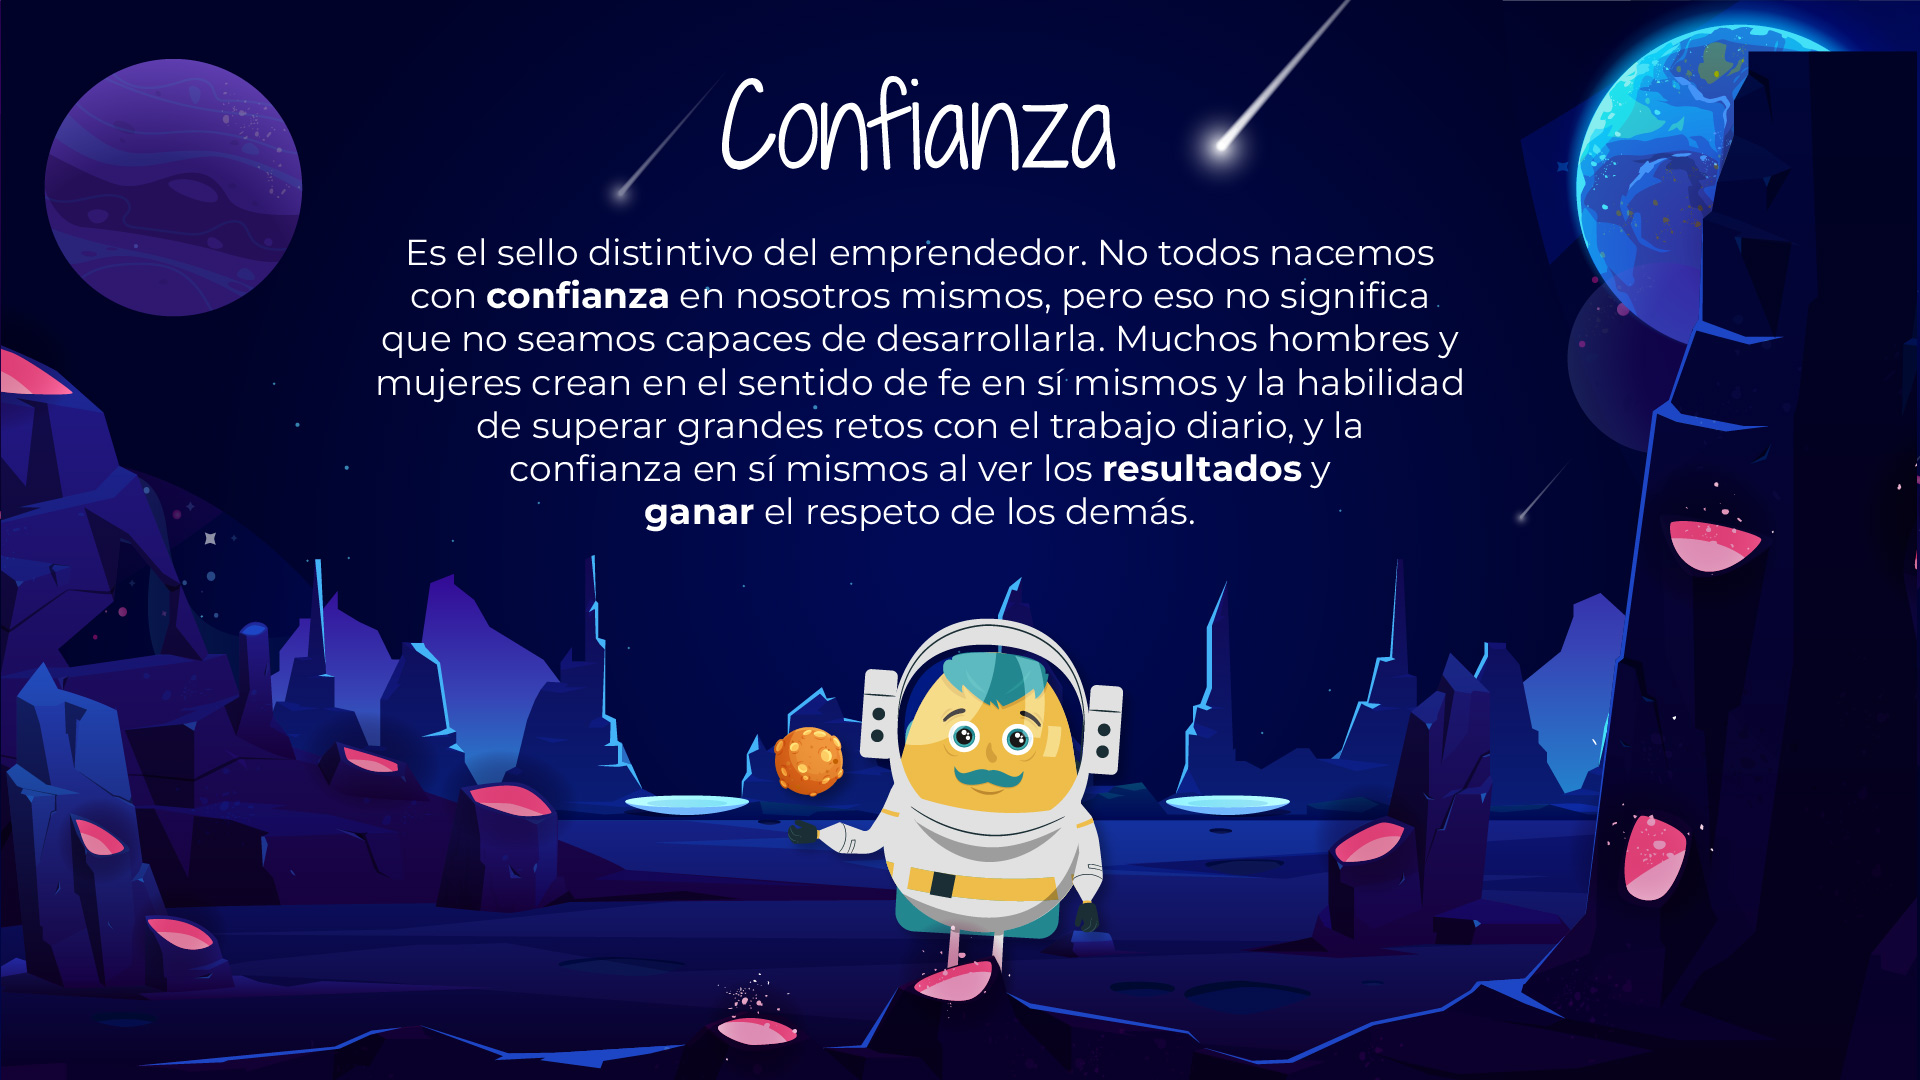 Confianza
Es el sello distintivo del emprendedor. No todos nacemos
con confianza en nosotros mismos, pero eso no significa
que no seamos capaces de desarrollarla. Muchos hombres y
mujeres crean en el sentido de fe en sí mismos y la habilidad
de superar grandes retos con el trabajo diario, y la
confianza en sí mismos al ver los resultados y
ganar el respeto de los demás.